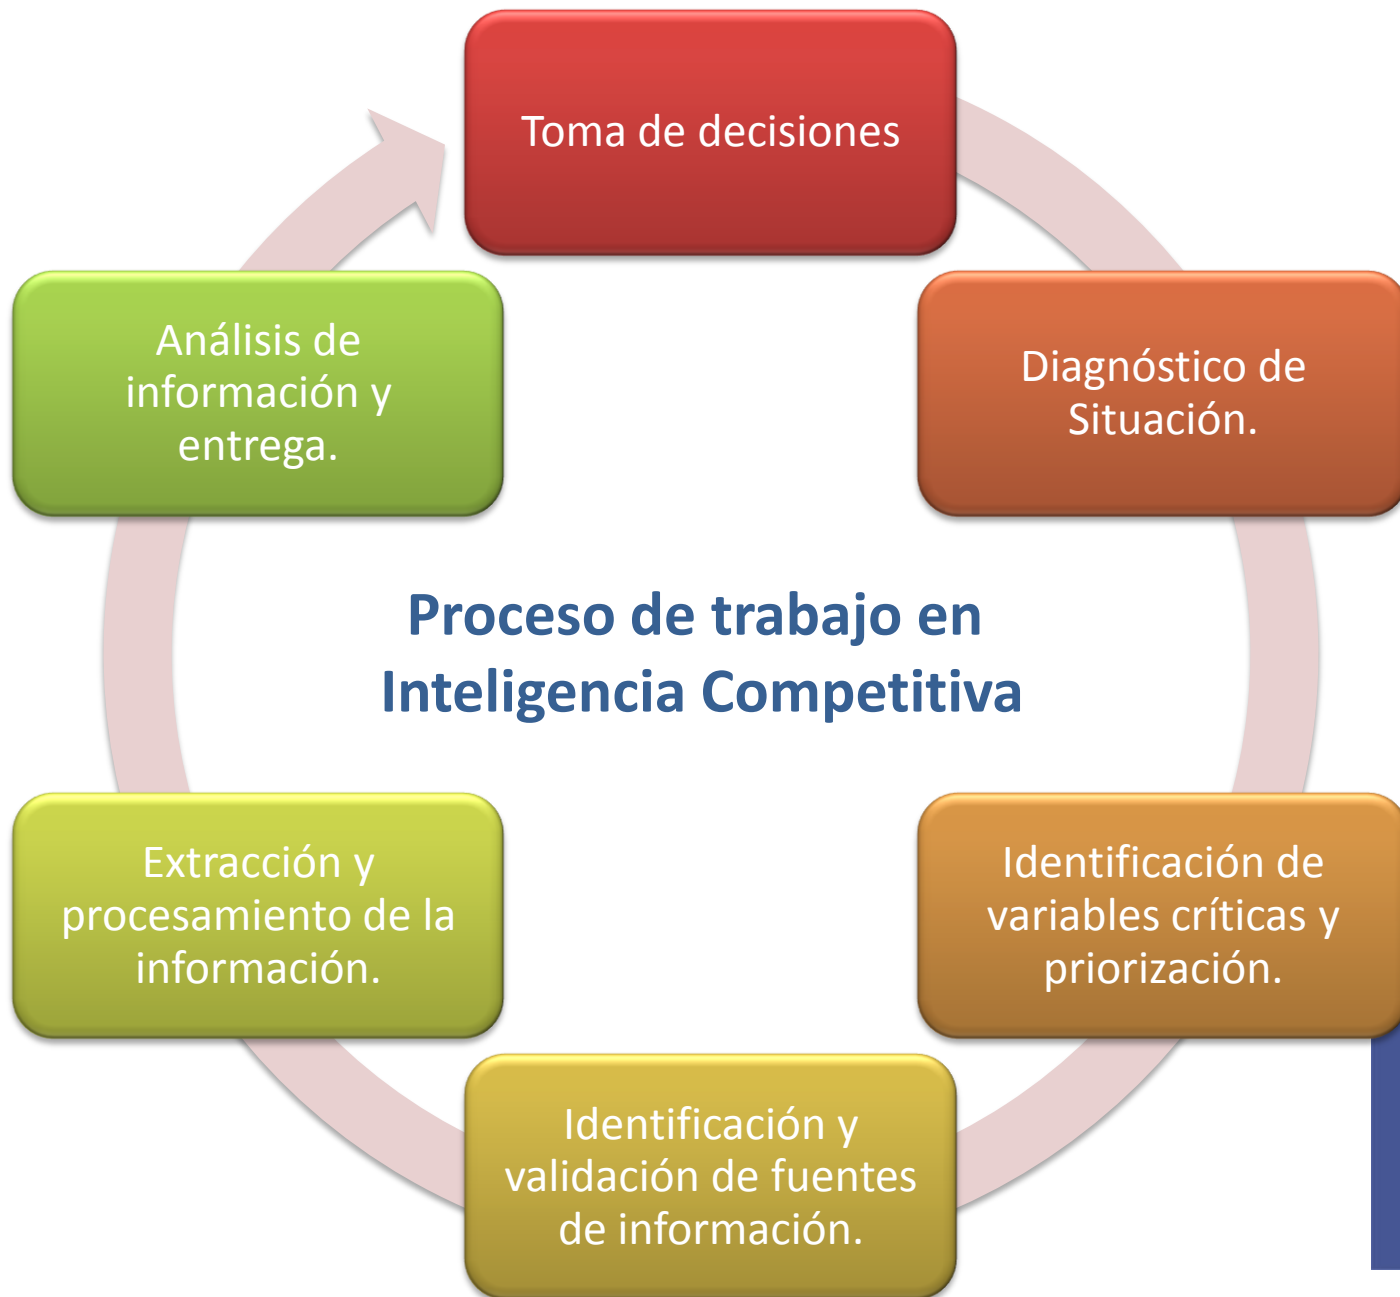 Toma de decisiones
Diagnóstico de
Situación.
Identificación de
variables críticas y
priorización.
Identificación y
validación de fuentes
de información.
Extracción y
procesamiento de la
información.
Análisis de
información y
entrega.
Proceso de trabajo en
Inteligencia Competitiva